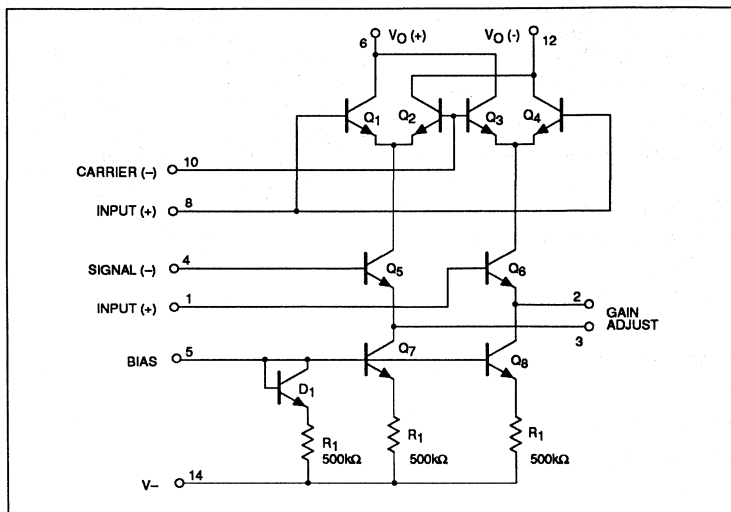 6 VO (+) VO (-) 12
Q1 Q2 Q3 Q4
CARRIER (–) 10
INPUT (+) 8
SIGNAL (–) 4 Q5 Q6
INPUT (+) 1
2 GAIN
ADJUST
3
BIAS 5 Q7 Q8
D1
R1 R1 R1
500kΩ 500kΩ 500kΩ
V– 14